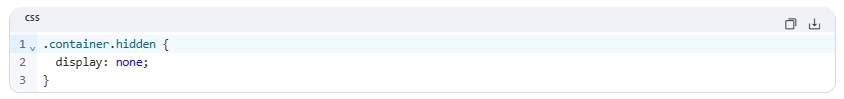 css
1 .container.hidden {
2   display: none;
3 }